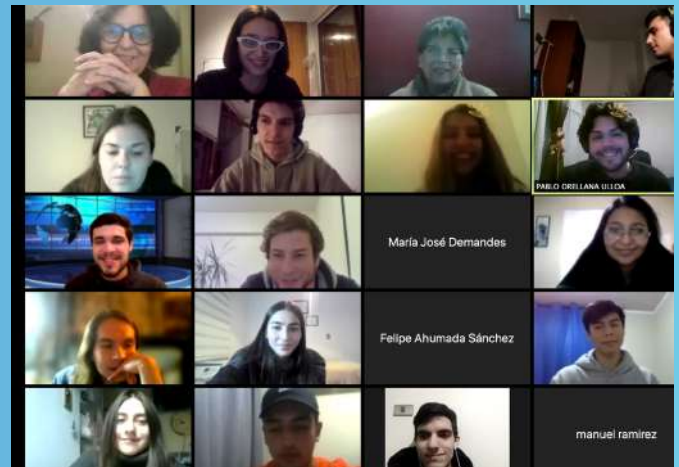 PABLO ORELLANA ULLOA
María José Demandes
Felipe Ahumada Sánchez
manuel ramirez